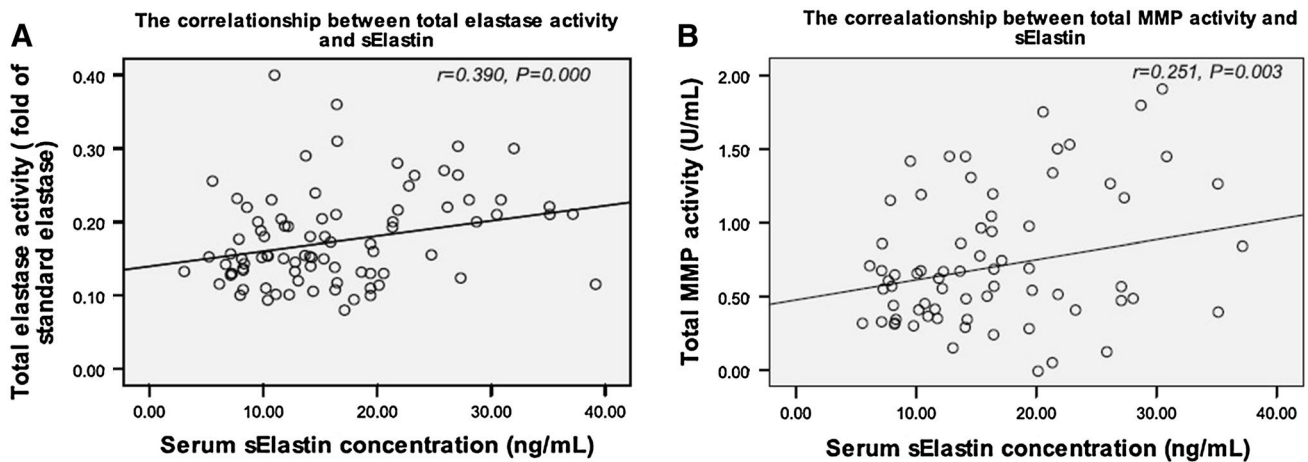 A
The correlationship between total elastase activity
and sElastin
r=0.390, P=0.000
Total elastase activity ( fold of
standard elastase)
0.40
0.30
0.20
0.10
0.00
0.00 10.00 20.00 30.00 40.00
Serum sElastin concentration (ng/mL)
B
The correalationship between total MMP activity and
sElastin
r=0.251, P=0.003
Total MMP activity (U/mL)
2.00
1.50
1.00
0.50
0.00
0.00 10.00 20.00 30.00 40.00
Serum sElastin concentration (ng/mL)